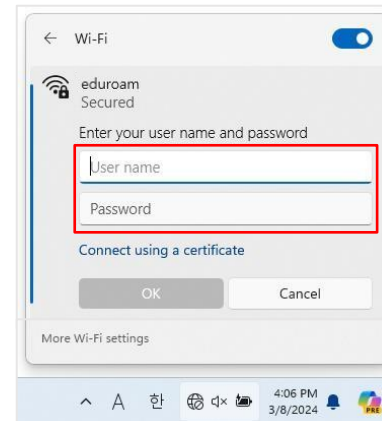 Wi-Fi
eduroam
Secured
Enter your user name and password
User name
Password
Connect using a certificate
OK
Cancel
More Wi-Fi settings
A 한 4:06 PM
3/8/2024
PRE